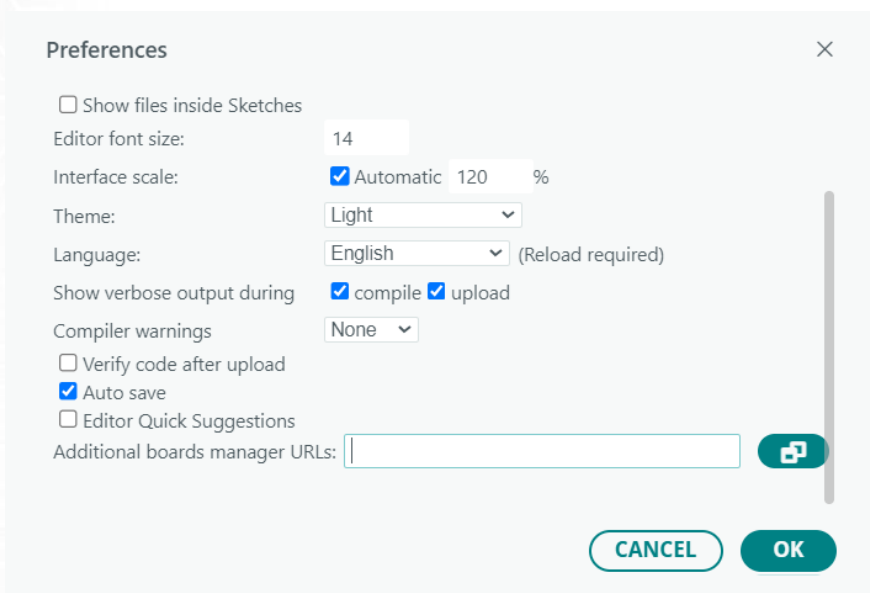 Preferences
Show files inside Sketches
Editor font size: 14
Interface scale: Automatic 120 %
Theme: Light
Language: English (Reload required)
Show verbose output during compile upload
Compiler warnings None
Verify code after upload
Auto save
Editor Quick Suggestions
Additional boards manager URLs:
CANCEL OK